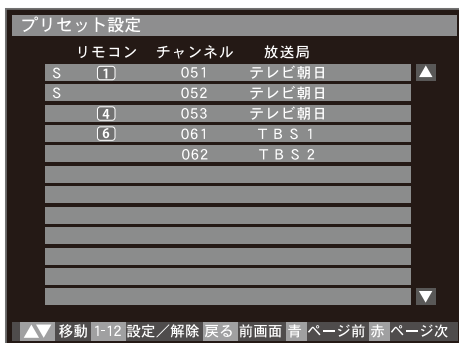 プリセット設定
リモコン チャンネル 放送局
S 1 051 テレビ朝日 ▲
S 052 テレビ朝日
4 053 テレビ朝日
6 061 TBS1
062 TBS2
▼
▲▼ 移動 1-12 設定/解除 戻る 前画面 青 ページ前 赤 ページ次